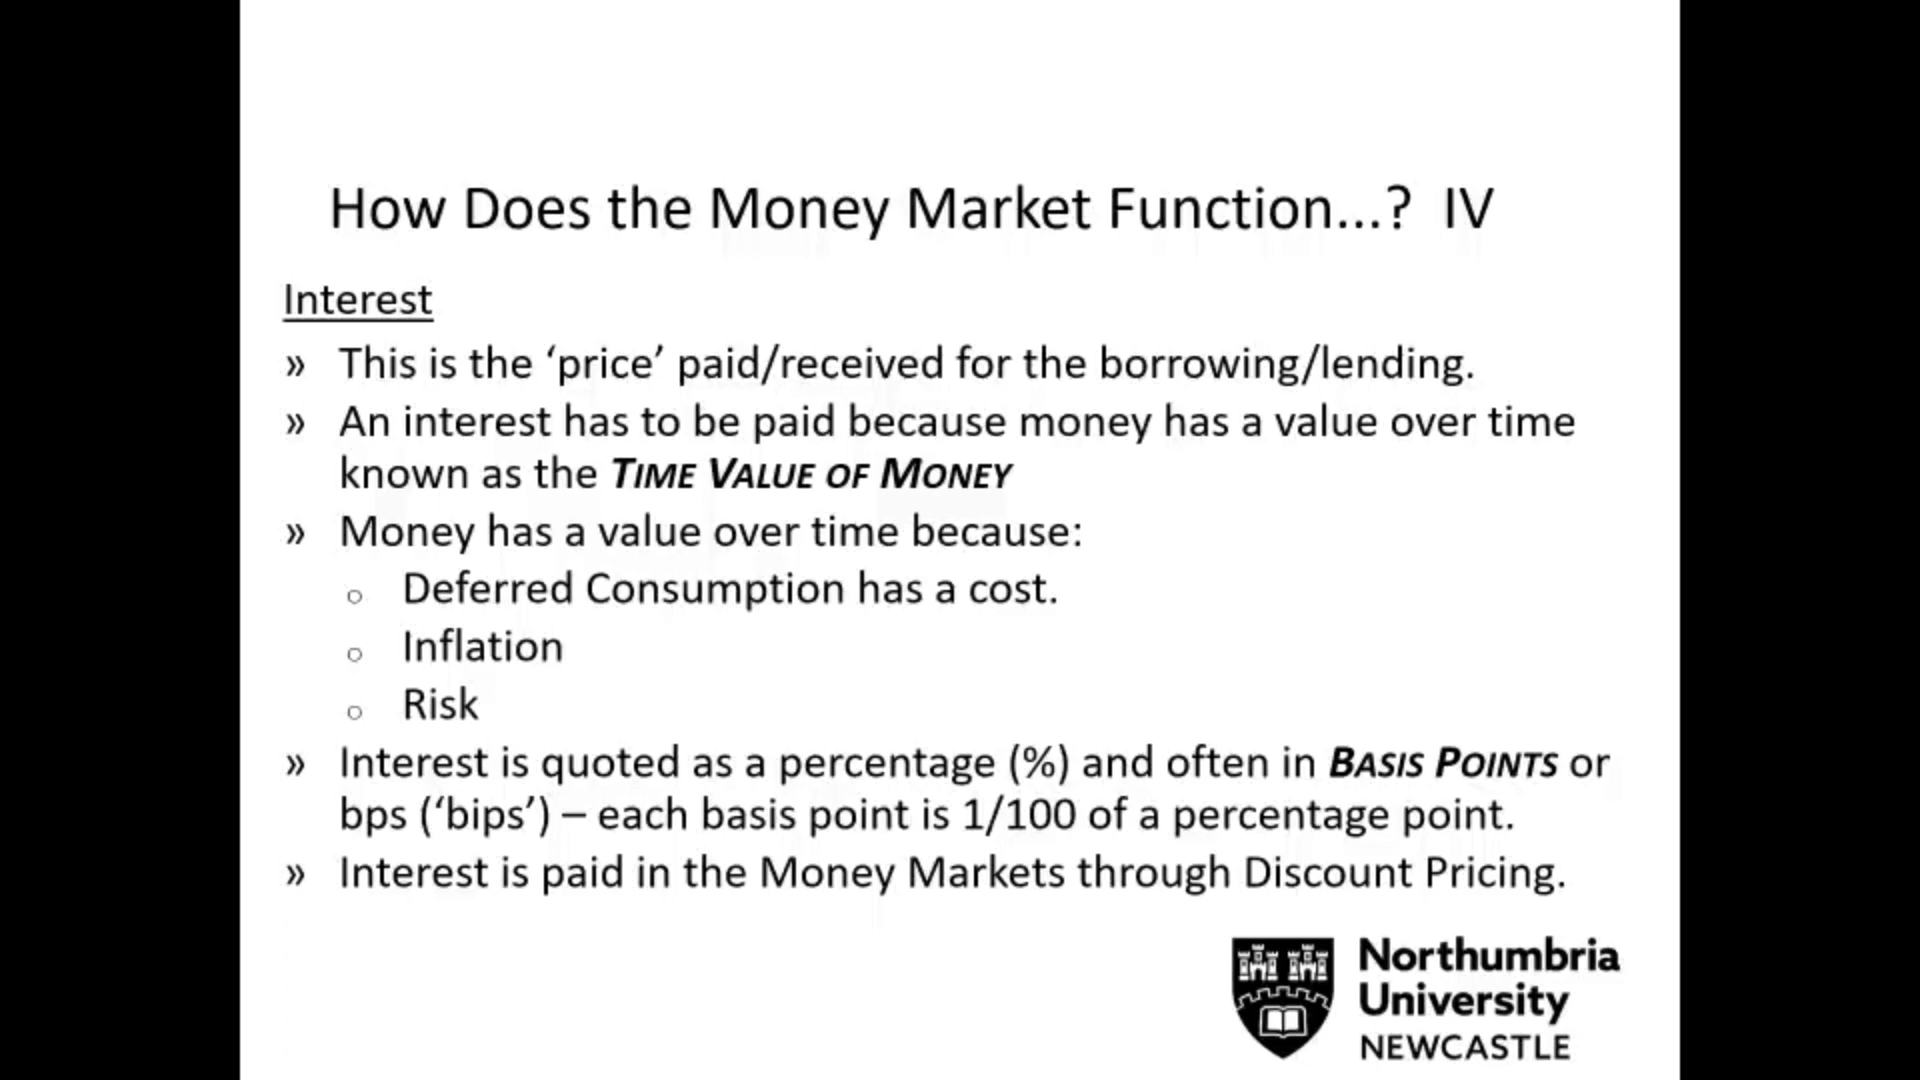 How Does the Money Market Function...? IV
Interest
» This is the ‘price’ paid/received for the borrowing/lending.
» An interest has to be paid because money has a value over time
known as the TIME VALUE OF MONEY
» Money has a value over time because:
○ Deferred Consumption has a cost.
○ Inflation
○ Risk
» Interest is quoted as a percentage (%) and often in BASIS POINTS or
bps (‘bips’) – each basis point is 1/100 of a percentage point.
» Interest is paid in the Money Markets through Discount Pricing.
Northumbria
University
NEWCASTLE